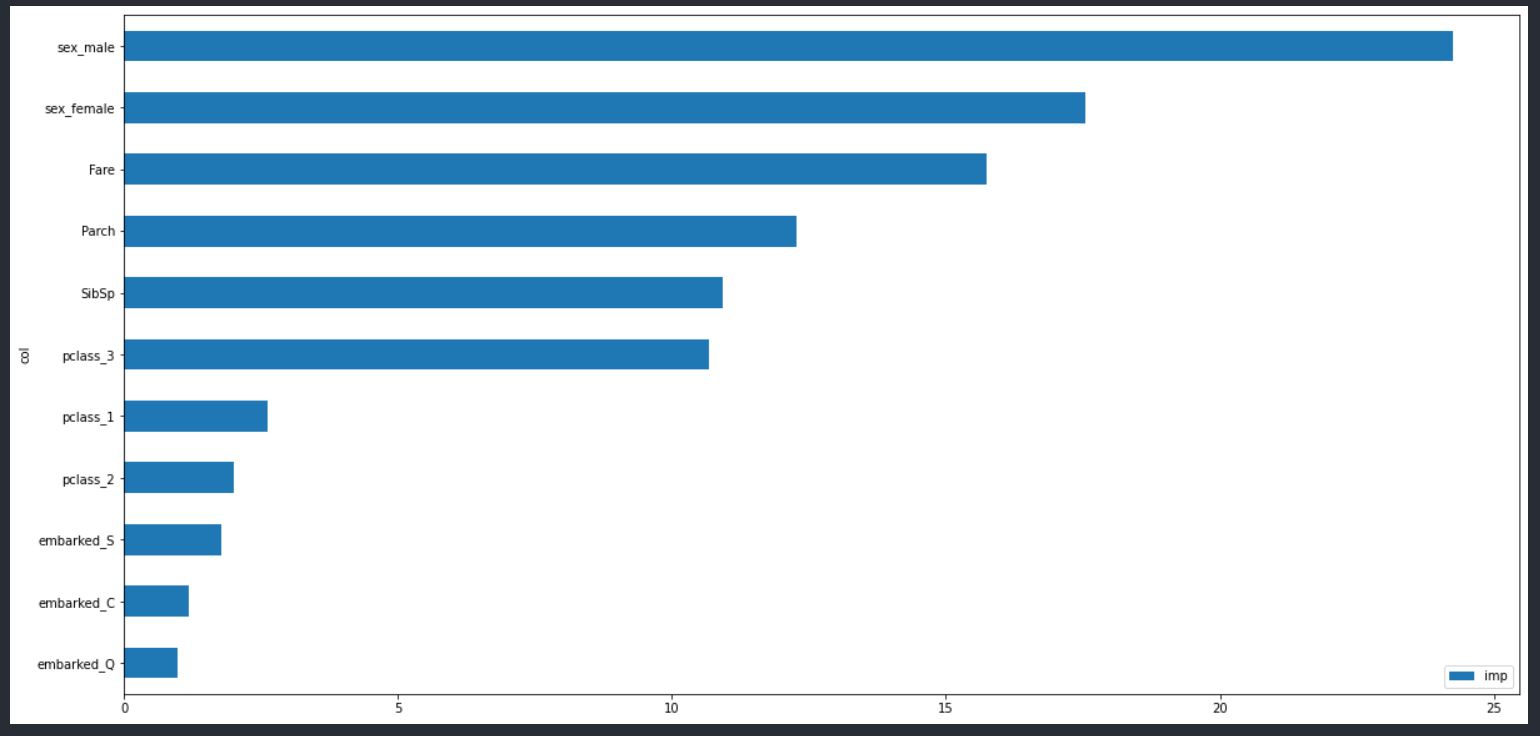 sex_male
sex_female
Fare
Parch
SibSp
col
pclass_3
pclass_1
pclass_2
embarked_S
embarked_C
embarked_Q
imp
0 5 10 15 20 25